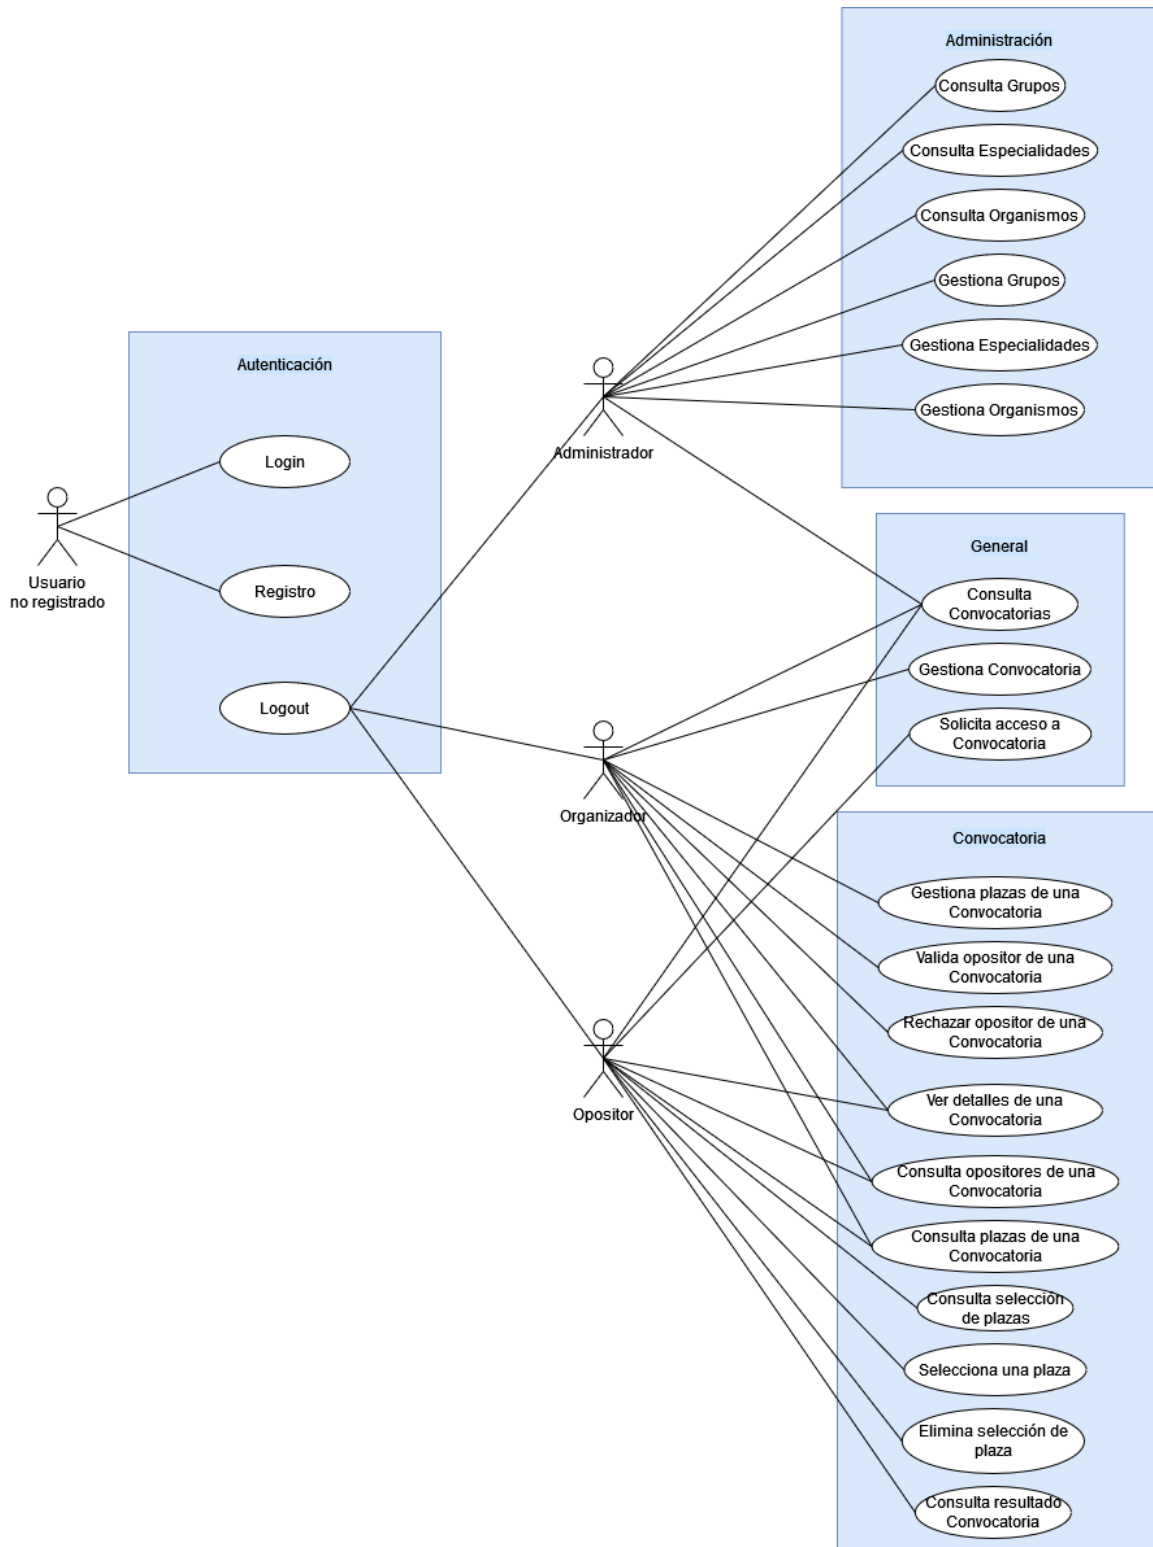 Administración
Consulta Grupos
Consulta Especialidades
Consulta Organismos
Gestiona Grupos
Gestiona Especialidades
Gestiona Organismos
Autenticación
Login
Registro
Logout
Usuario
no registrado
Administrador
General
Consulta
Convocatorias
Gestiona Convocatoria
Solicita acceso a
Convocatoria
Organizador
Convocatoria
Gestiona plazas de una
Convocatoria
Valida opositor de una
Convocatoria
Rechazar opositor de una
Convocatoria
Ver detalles de una
Convocatoria
Consulta opositores de una
Convocatoria
Consulta plazas de una
Convocatoria
Consulta selección
de plazas
Selecciona una plaza
Elimina selección de
plaza
Consulta resultado
Convocatoria
Opositor